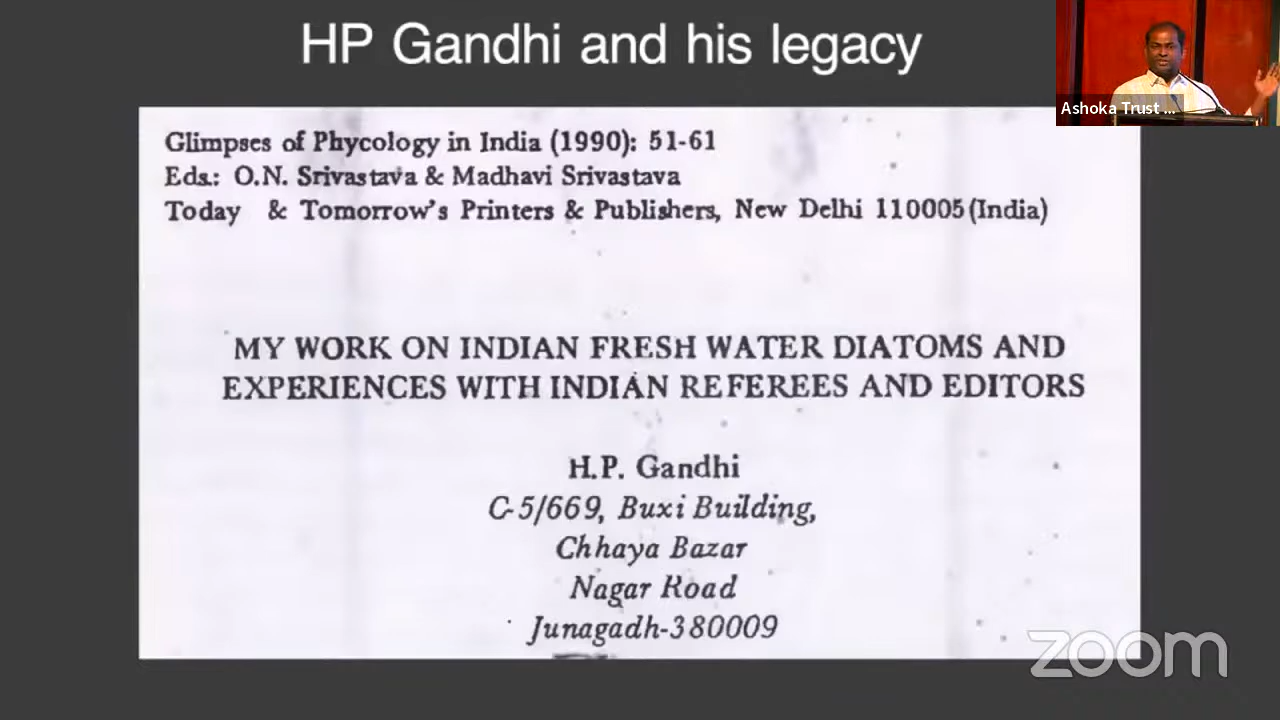 HP Gandhi and his legacy
Ashoka Trust ...
Glimpses of Phycology in India (1990): 51-61
Eds.: O.N. Srivastava & Madhavi Srivastava
Today & Tomorrow's Printers & Publishers, New Delhi 110005 (India)
MY WORK ON INDIAN FRESH WATER DIATOMS AND
EXPERIENCES WITH INDIAN REFEREES AND EDITORS
H.P. Gandhi
C-5/669, Buxi Building,
Chhaya Bazar
Nagar Road
Junagadh-380009
zoom